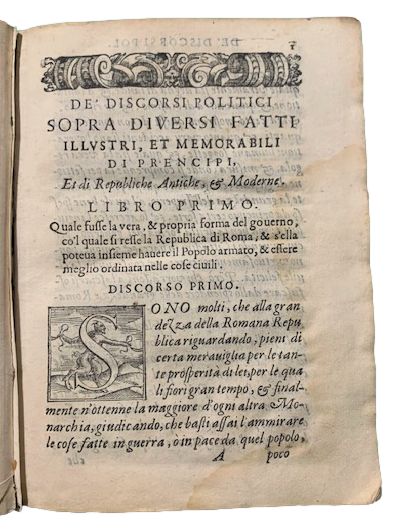 DE' DISCORSI POLITICI
SOPRA DIVERSI FATTI
ILLVSTRI, ET MEMORABILI
DI PRENCIPI,
Et di Republiche Antiche, & Moderne.
LIBRO PRIMO.
Quale fusse la vera, & propria forma del gouerno,
co'l quale si resse la Republica di Roma, & s'ella
poteua insieme hauere il Popolo armato, & essere
meglio ordinata nelle cose ciuili.
DISCORSO PRIMO.
SONO molti, che alla gran
dezza della Romana Repu
blica riguardando, pieni di
certa merauiglia per le tan-
te prosperità di lei, per le qua
li fiorì gran tempo, & final-
mente n'ottenne la maggiore d'ogni altra Mo-
narchia, giudicando, che basti assai l'ammirare
le cose fatte in guerra, ò in pace da quel popolo,
A poco